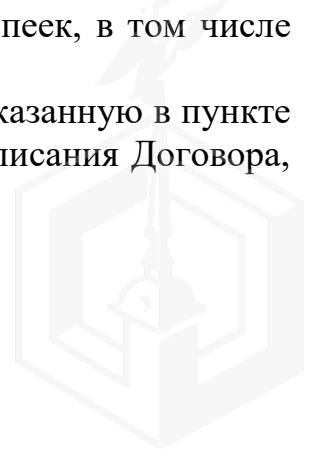 пеек, в том числе
казанную в пункте
писания Договора,